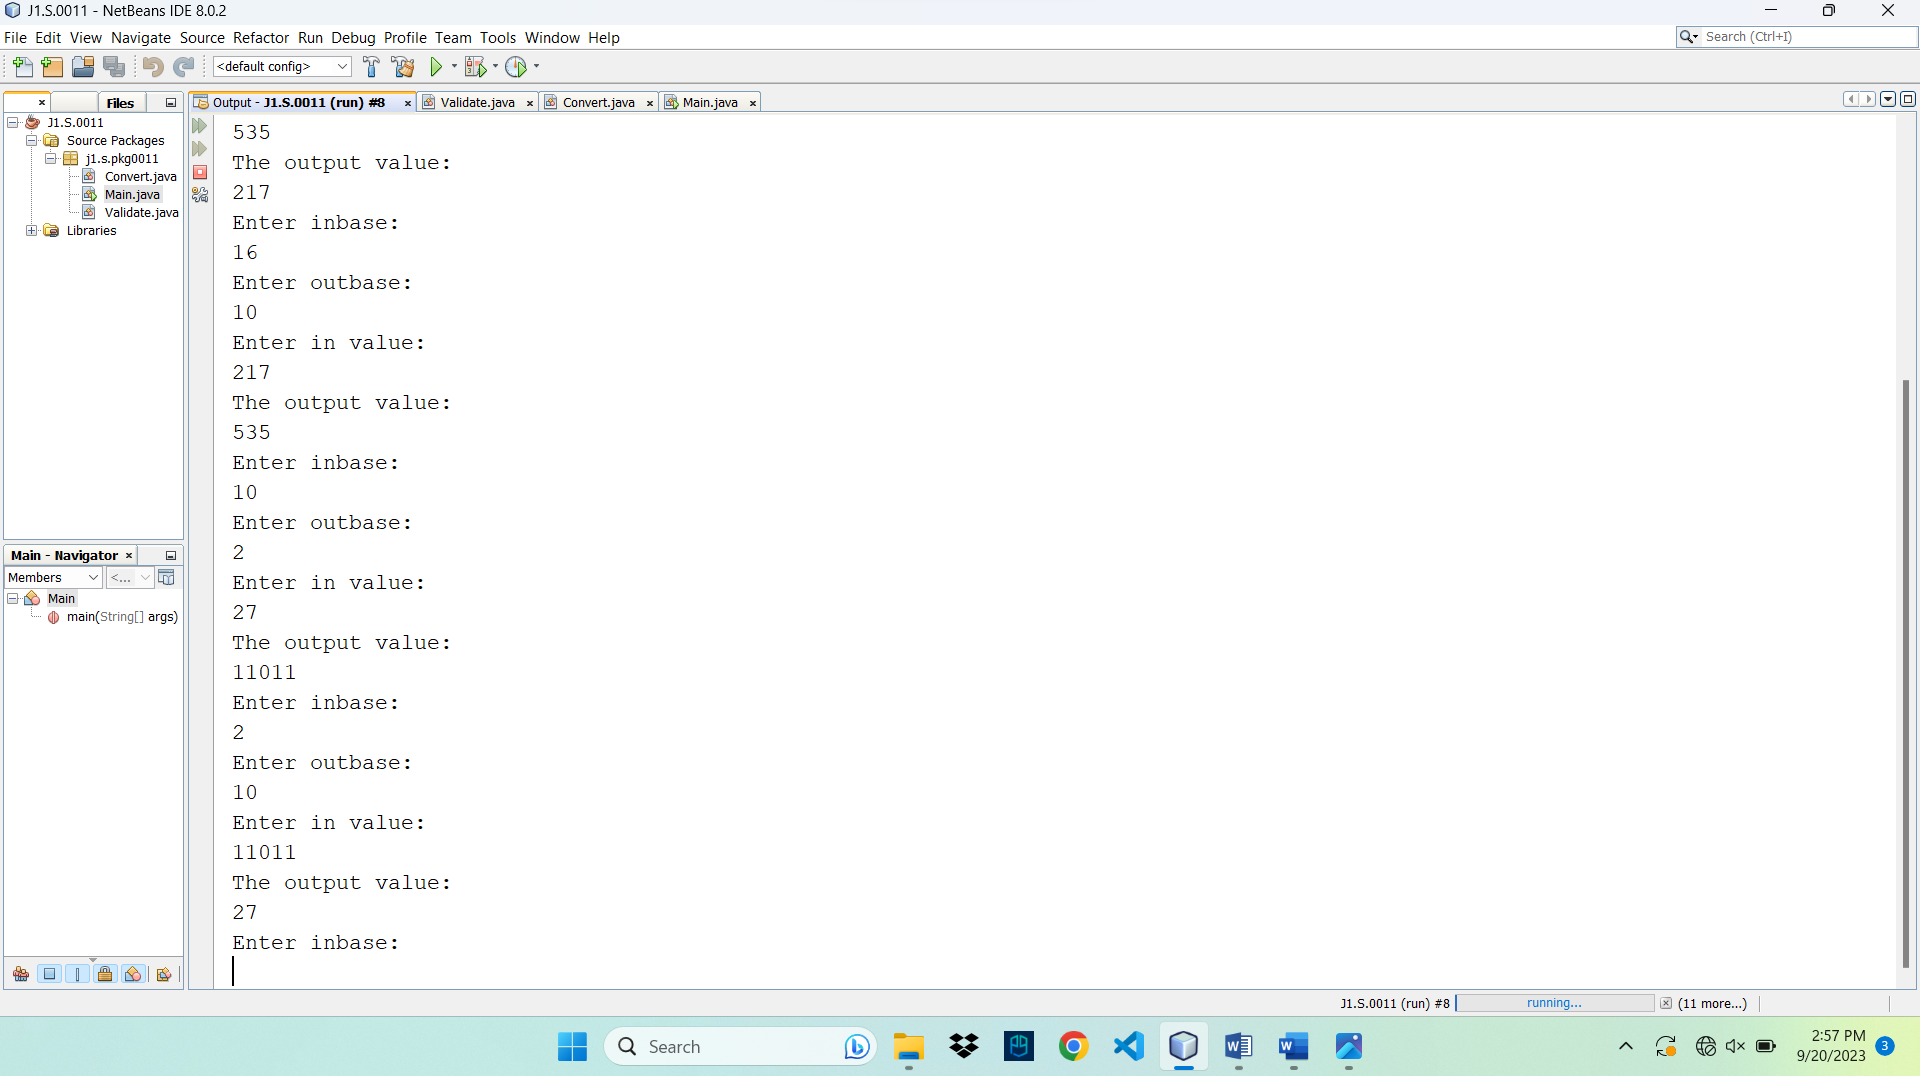 J1.S.0011 - NetBeans IDE 8.0.2
File Edit View Navigate Source Refactor Run Debug Profile Team Tools Window Help
Search (Ctrl+I)
<default config>
Files
Output - J1.S.0011 (run) #8
Validate.java
Convert.java
Main.java
J1.S.0011
Source Packages
j1.s.pkg0011
Convert.java
Main.java
Validate.java
Libraries
535
The output value:
217
Enter inbase:
16
Enter outbase:
10
Enter in value:
217
The output value:
535
Enter inbase:
10
Enter outbase:
2
Enter in value:
27
The output value:
11011
Enter inbase:
2
Enter outbase:
10
Enter in value:
11011
The output value:
27
Enter inbase:
Main - Navigator
Members
<...
Main
main(String[] args)
J1.S.0011 (run) #8
running...
(11 more...)
Search
2:57 PM
9/20/2023
3